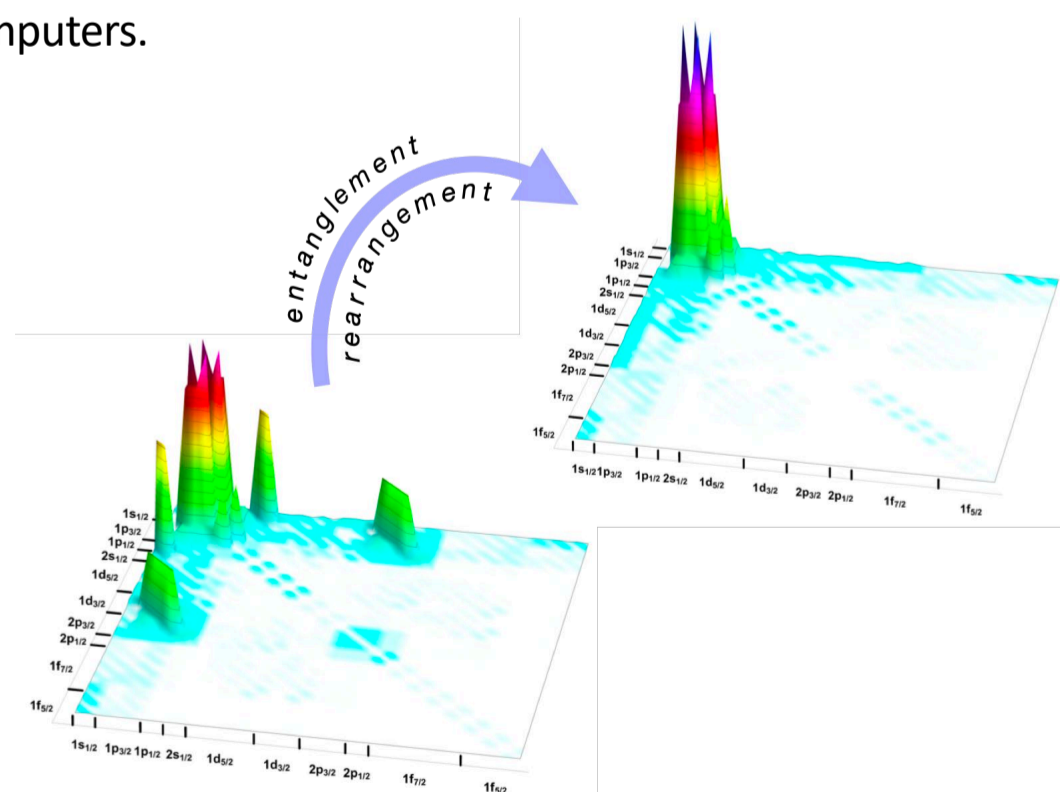 nputers.
entanglement
rearrangement
1s1/2
1p3/2
1p1/2
2s1/2
1d5/2
1d3/2
2p3/2
2p1/2
1f7/2
1f5/2
1s1/2 1p3/2 1p1/2 2s1/2 1d5/2 1d3/2 2p3/2 2p1/2 1f7/2 1f5/2
1s1/2
1p3/2
1p1/2
2s1/2
1d5/2
1d3/2
2p3/2
2p1/2
1f7/2
1f5/2
1s1/2 1p3/2 1p1/2 2s1/2 1d5/2 1d3/2 2p3/2 2p1/2 1f7/2 1f5/2